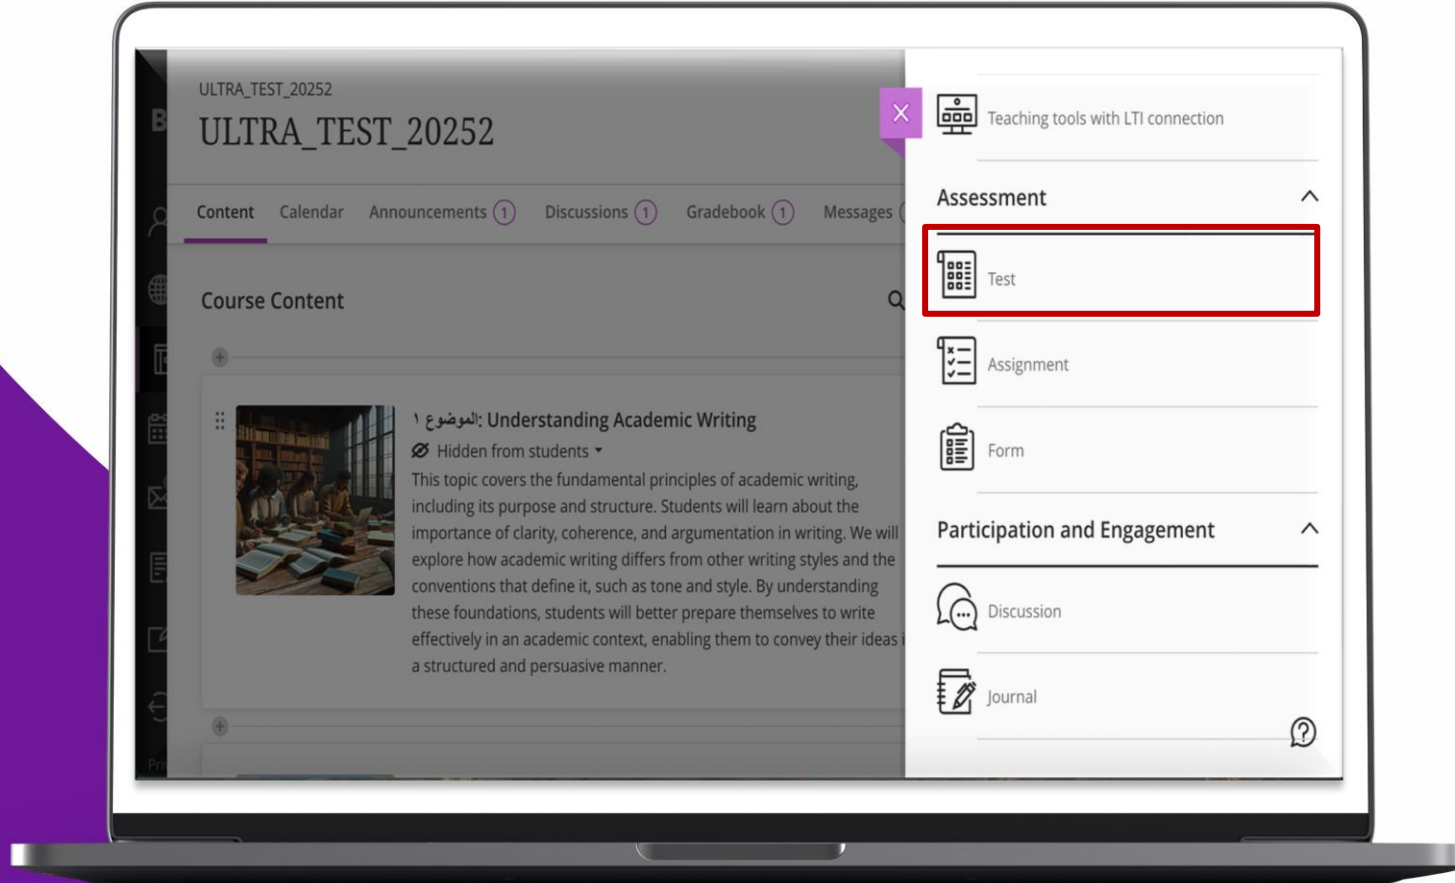 ULTRA_TEST_20252
ULTRA_TEST_20252
Content Calendar Announcements 1 Discussions 1 Gradebook 1 Messages
Course Content
الموضوع ١: Understanding Academic Writing
Hidden from students
This topic covers the fundamental principles of academic writing,
including its purpose and structure. Students will learn about the
importance of clarity, coherence, and argumentation in writing. We will
explore how academic writing differs from other writing styles and the
conventions that define it, such as tone and style. By understanding
these foundations, students will better prepare themselves to write
effectively in an academic context, enabling them to convey their ideas
a structured and persuasive manner.
Teaching tools with LTI connection
Assessment
Test
Assignment
Form
Participation and Engagement
Discussion
Journal